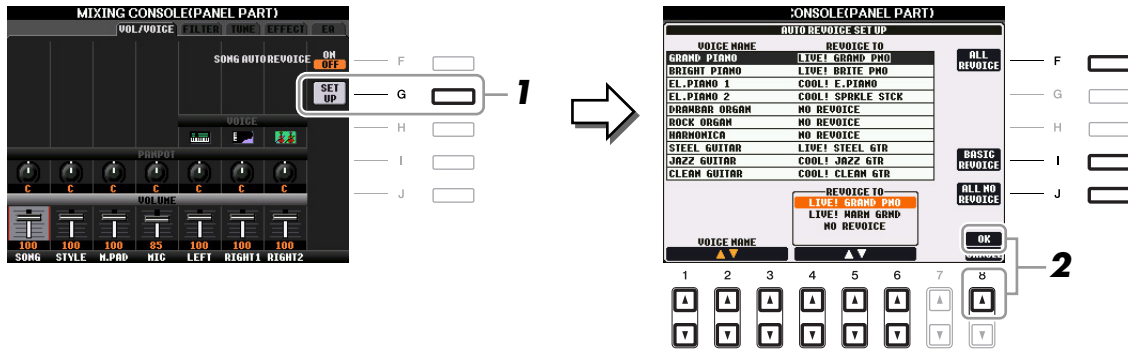 MIXING CONSOLE(PANEL PART)
VOL/VOICE FILTER TUNE EFFECT EQ
SONG AUTO REVOICE ON
OFF
F
SET
UP
G
1
VOICE
H
PANPOT
I
C C C C C C C
J
VOLUME
100 100 100 85 100 100 100
SONG STYLE M.PAD MIC LEFT RIGHT1 RIGHT2
CONSOLE(PANEL PART)
AUTO REVOICE SET UP
VOICE NAME REVOICE TO
GRAND PIANO LIVE! GRAND PNO
BRIGHT PIANO LIVE! BRITE PNO
EL.PIANO 1 COOL! E.PIANO
EL.PIANO 2 COOL! SPRKLE STCK
DRAWBAR ORGAN NO REVOICE
ROCK ORGAN NO REVOICE
HARMONICA NO REVOICE
STEEL GUITAR LIVE! STEEL GTR
JAZZ GUITAR COOL! JAZZ GTR
CLEAN GUITAR COOL! CLEAN GTR
ALL
REVOICE
F
G
H
BASIC
REVOICE
I
ALL NO
REVOICE
J
REVOICE TO
LIVE! GRAND PNO
LIVE! WARM GRND
NO REVOICE
VOICE NAME
OK
CANCEL
2
1 2 3 4 5 6 7 8